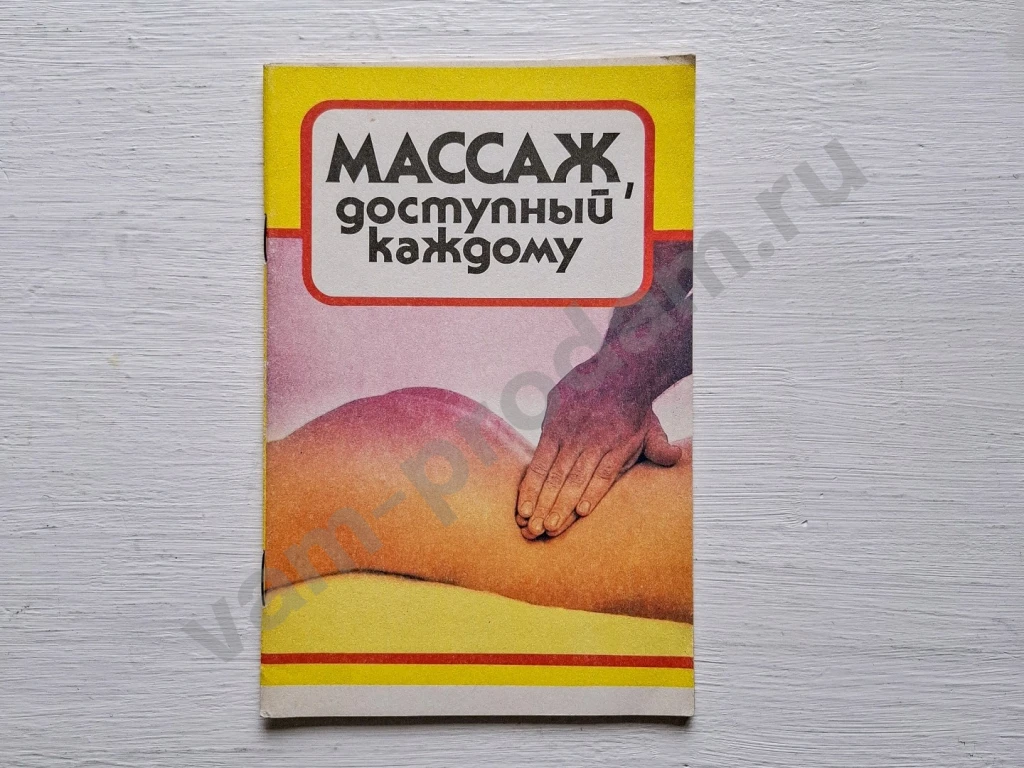 МАССАЖ,
доступный
каждому
vam-prodam.ru